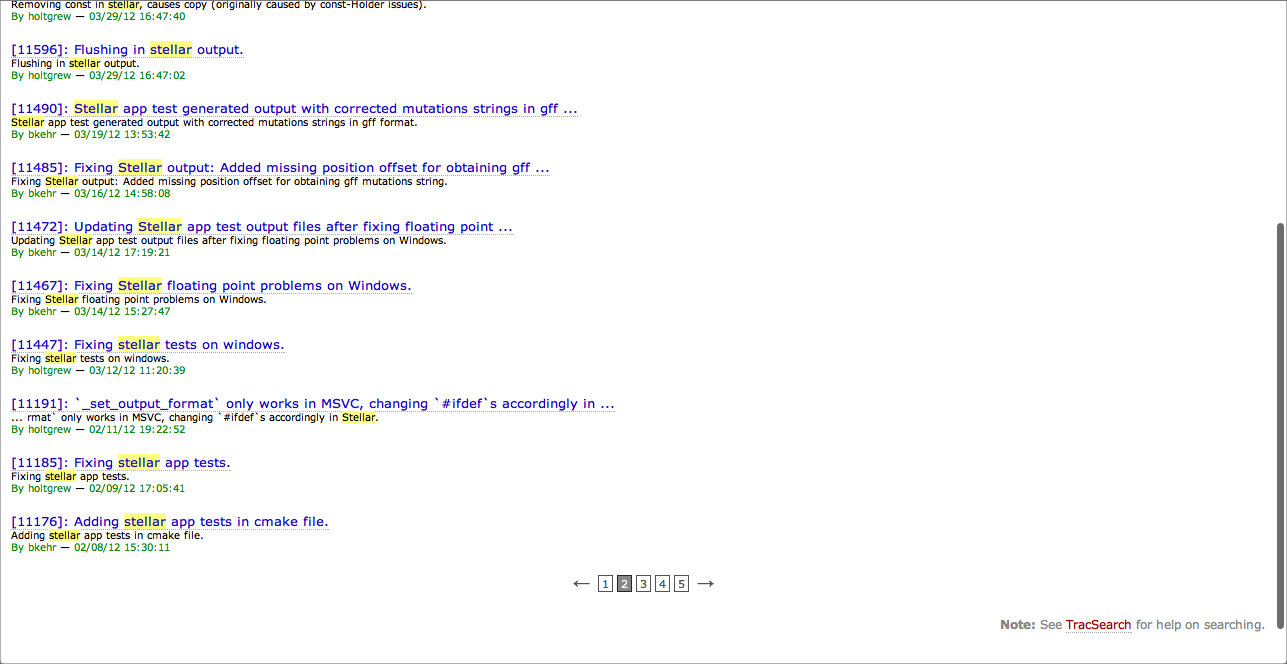 Removing const in stellar, causes copy (originally caused by const-Holder issues).
By holtgrew — 03/29/12 16:47:40
[11596]: Flushing in stellar output.
Flushing in stellar output.
By holtgrew — 03/29/12 16:47:02
[11490]: Stellar app test generated output with corrected mutations strings in gff ...
Stellar app test generated output with corrected mutations strings in gff format.
By bkehr — 03/19/12 13:53:42
[11485]: Fixing Stellar output: Added missing position offset for obtaining gff ...
Fixing Stellar output: Added missing position offset for obtaining gff mutations string.
By bkehr — 03/16/12 14:58:08
[11472]: Updating Stellar app test output files after fixing floating point ...
Updating Stellar app test output files after fixing floating point problems on Windows.
By bkehr — 03/14/12 17:19:21
[11467]: Fixing Stellar floating point problems on Windows.
Fixing Stellar floating point problems on Windows.
By bkehr — 03/14/12 15:27:47
[11447]: Fixing stellar tests on windows.
Fixing stellar tests on windows.
By holtgrew — 03/12/12 11:20:39
[11191]: `_set_output_format` only works in MSVC, changing `#ifdef`s accordingly in ...
... rmat` only works in MSVC, changing `#ifdef`s accordingly in Stellar.
By holtgrew — 02/11/12 19:22:52
[11185]: Fixing stellar app tests.
Fixing stellar app tests.
By holtgrew — 02/09/12 17:05:41
[11176]: Adding stellar app tests in cmake file.
Adding stellar app tests in cmake file.
By bkehr — 02/08/12 15:30:11
← 1 2 3 4 5 →
Note: See TracSearch for help on searching.